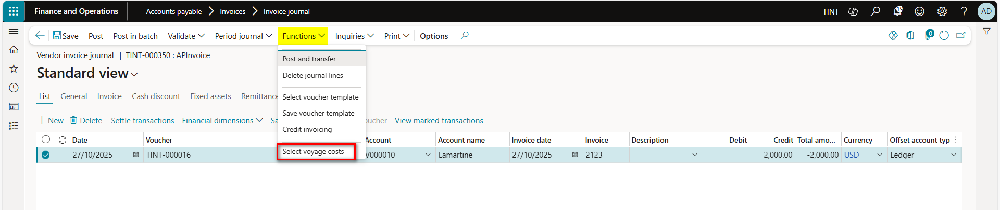 Finance and Operations
Accounts payable > Invoices > Invoice journal
TINT
19
AD
Save Post Post in batch Validate Period journal Functions Inquiries Print Options
0
Vendor invoice journal | TINT-000350 : APInvoice
Standard view
Post and transfer
Delete journal lines
Select voucher template
Save voucher template
Credit invoicing
Select voyage costs
List General Invoice Cash discount Fixed assets Remittance
New Delete Settle transactions Financial dimensions Sa oucher View marked transactions
Date Voucher Account Account name Invoice date Invoice Description Debit Credit Total amo... Currency Offset account typ
27/10/2025 TINT-000016 V000010 Lamartine 27/10/2025 2123 2,000.00 -2,000.00 USD Ledger